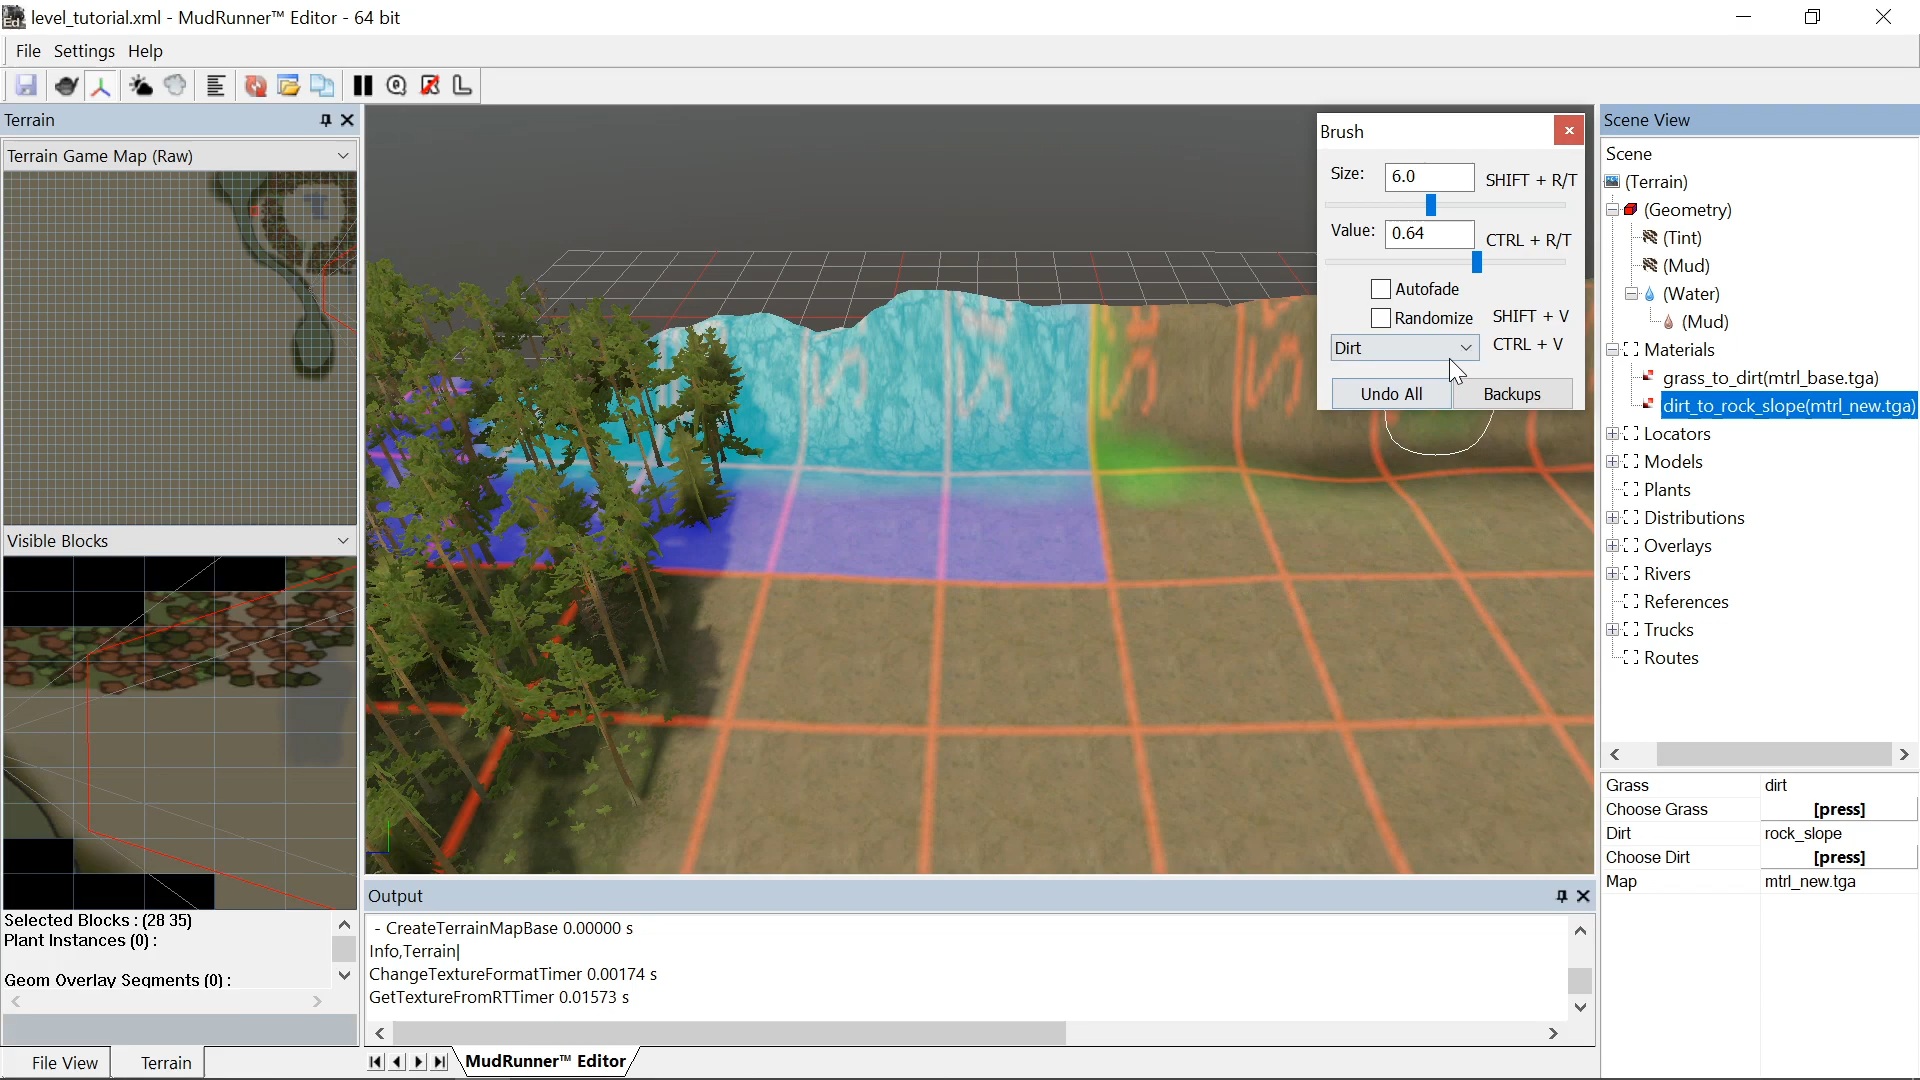 level_tutorial.xml - MudRunner™ Editor - 64 bit
File Settings Help
Terrain
Terrain Game Map (Raw)
Visible Blocks
Selected Blocks : (28 35)
Plant Instances (0) :
Geom Overlay Segments (0) :
File View
Terrain
Brush
Size: 6.0 SHIFT + R/T
Value: 0.64 CTRL + R/T
Autofade
Randomize SHIFT + V
Dirt CTRL + V
Undo All Backups
Output
- CreateTerrainMapBase 0.00000 s
Info,Terrain|
ChangeTextureFormatTimer 0.00174 s
GetTextureFromRTTimer 0.01573 s
MudRunner™ Editor
Scene View
Scene
(Terrain)
(Geometry)
(Tint)
(Mud)
(Water)
(Mud)
Materials
grass_to_dirt(mtrl_base.tga)
dirt_to_rock_slope(mtrl_new.tga)
Locators
Models
Plants
Distributions
Overlays
Rivers
References
Trucks
Routes
Grass dirt
Choose Grass [press]
Dirt rock_slope
Choose Dirt [press]
Map mtrl_new.tga